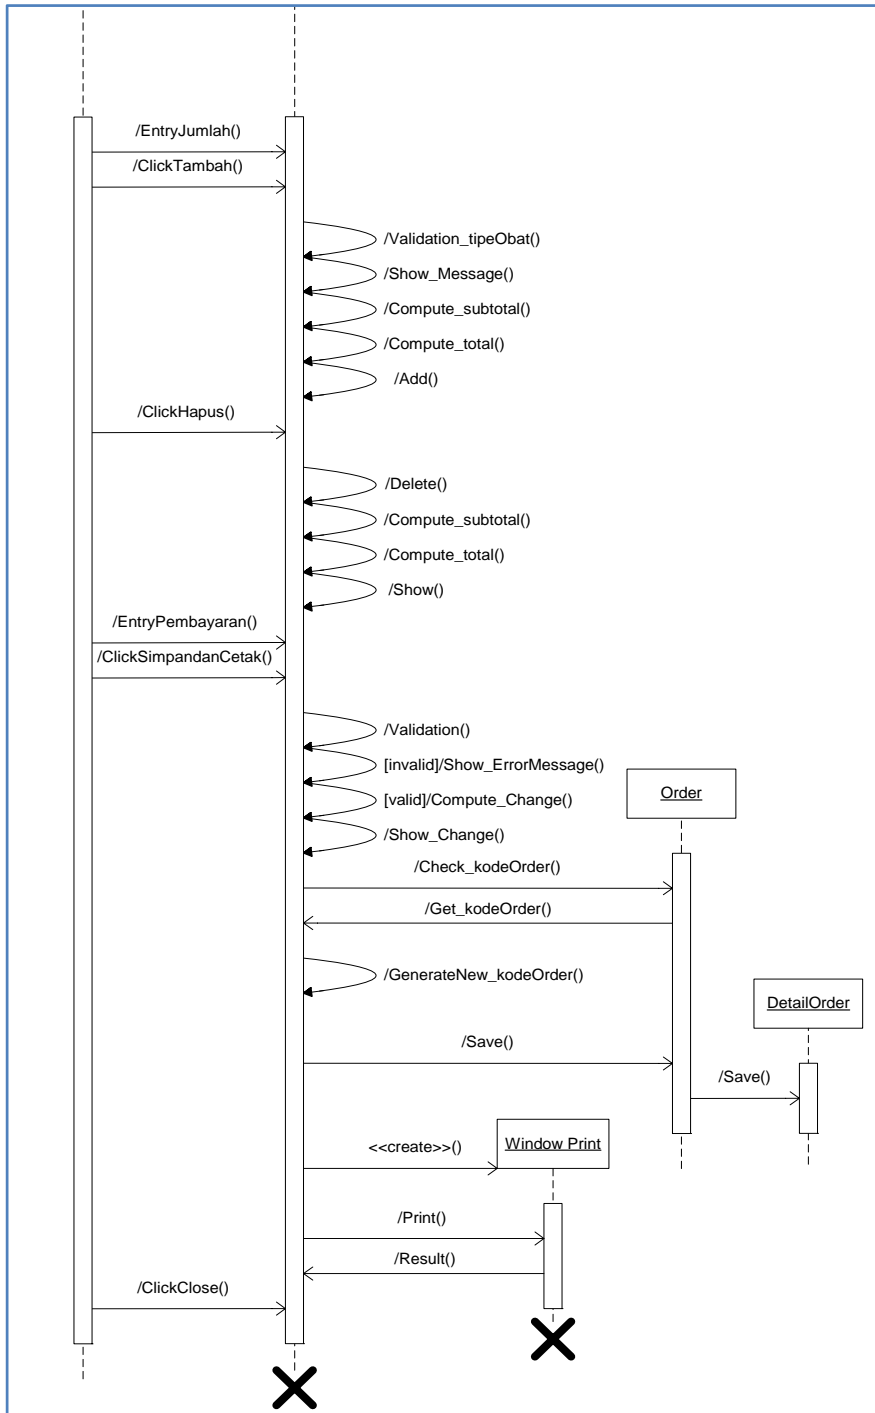 /EntryJumlah()
/ClickTambah()
/Validation_tipeObat()
/Show_Message()
/Compute_subtotal()
/Compute_total()
/Add()
/ClickHapus()
/Delete()
/Compute_subtotal()
/Compute_total()
/Show()
/EntryPembayaran()
/ClickSimpandanCetak()
/Validation()
[invalid]/Show_ErrorMessage()
[valid]/Compute_Change()
Order
/Show_Change()
/Check_kodeOrder()
/Get_kodeOrder()
/GenerateNew_kodeOrder()
DetailOrder
/Save()
/Save()
<<create>>()
Window Print
/Print()
/Result()
/ClickClose()